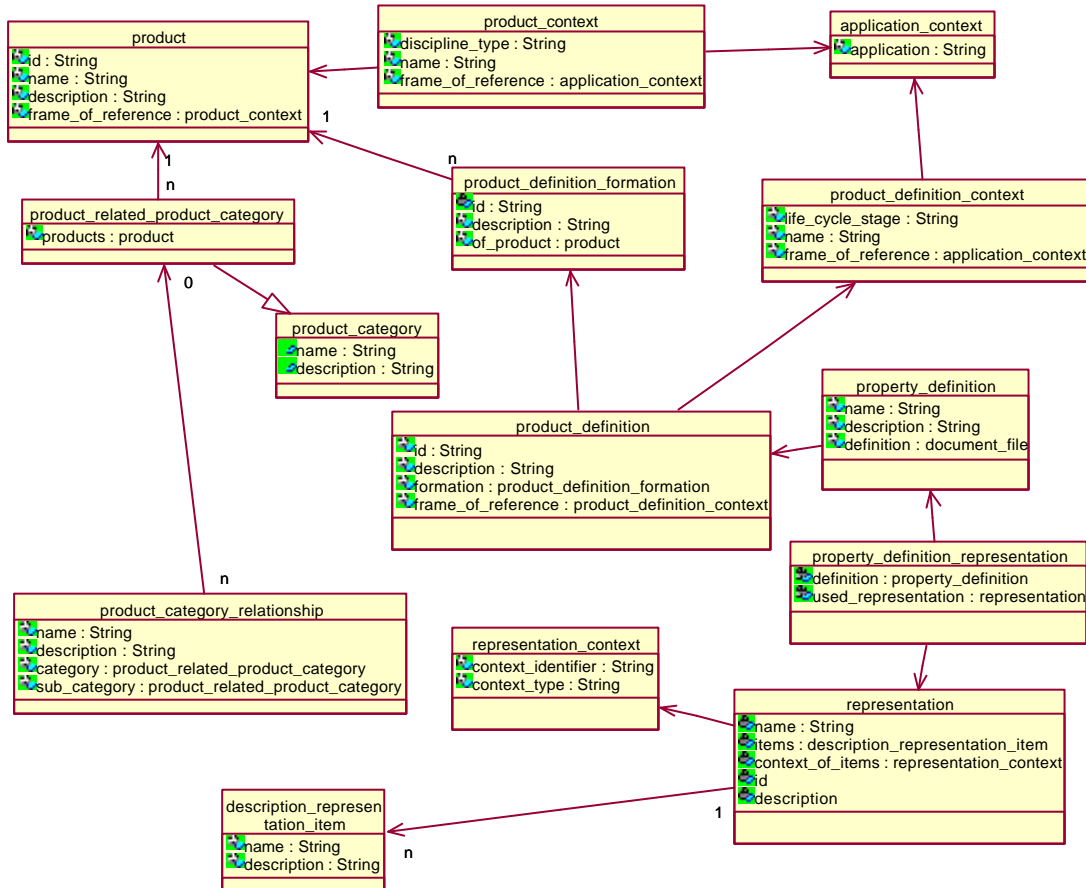 product
id : String
name : String
description : String
frame_of_reference : product_context
product_context
discipline_type : String
name : String
frame_of_reference : application_context
application_context
application : String
1
n
1
n
product_related_product_category
products : product
0
product_definition_formation
id : String
description : String
of_product : product
product_definition_context
life_cycle_stage : String
name : String
frame_of_reference : application_context
product_category
name : String
description : String
product_definition
id : String
description : String
formation : product_definition_formation
frame_of_reference : product_definition_context
property_definition
name : String
description : String
definition : document_file
property_definition_representation
definition : property_definition
used_representation : representation
n
product_category_relationship
name : String
description : String
category : product_related_product_category
sub_category : product_related_product_category
representation_context
context_identifier : String
context_type : String
representation
name : String
items : description_representation_item
context_of_items : representation_context
id
description
1
n
description_represen
tation_item
name : String
description : String